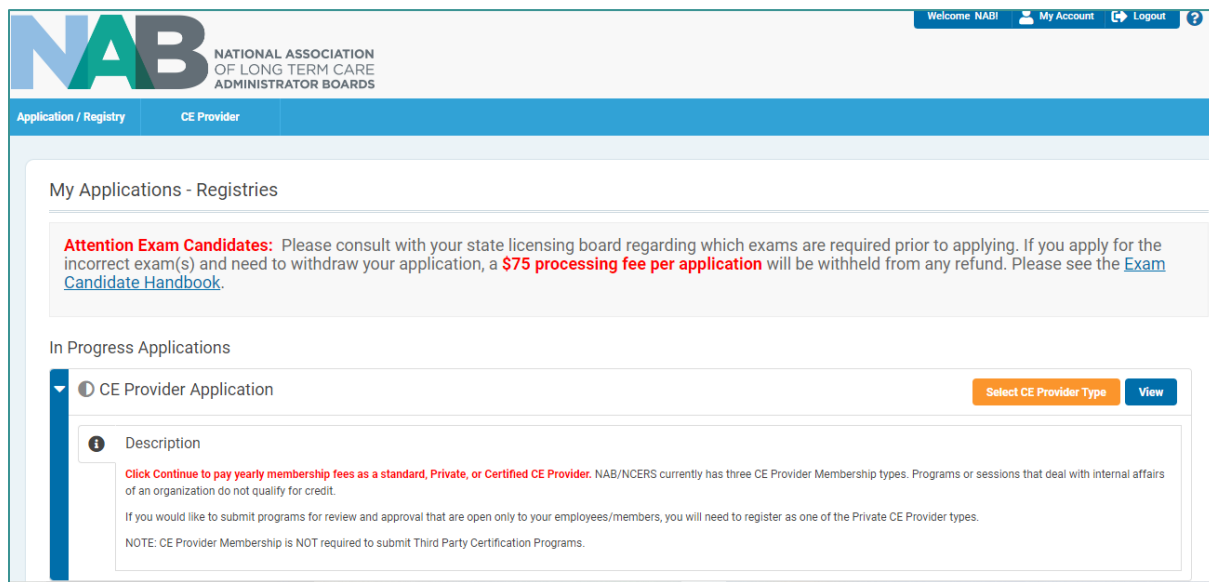 Welcome NAB! My Account Logout ?
NAB
NATIONAL ASSOCIATION
OF LONG TERM CARE
ADMINISTRATOR BOARDS
Application / Registry CE Provider
My Applications - Registries
Attention Exam Candidates: Please consult with your state licensing board regarding which exams are required prior to applying. If you apply for the
incorrect exam(s) and need to withdraw your application, a $75 processing fee per application will be withheld from any refund. Please see the Exam
Candidate Handbook.
In Progress Applications
CE Provider Application Select CE Provider Type View
Description
Click Continue to pay yearly membership fees as a standard, Private, or Certified CE Provider. NAB/NCERS currently has three CE Provider Membership types. Programs or sessions that deal with internal affairs
of an organization do not qualify for credit.
If you would like to submit programs for review and approval that are open only to your employees/members, you will need to register as one of the Private CE Provider types.
NOTE: CE Provider Membership is NOT required to submit Third Party Certification Programs.